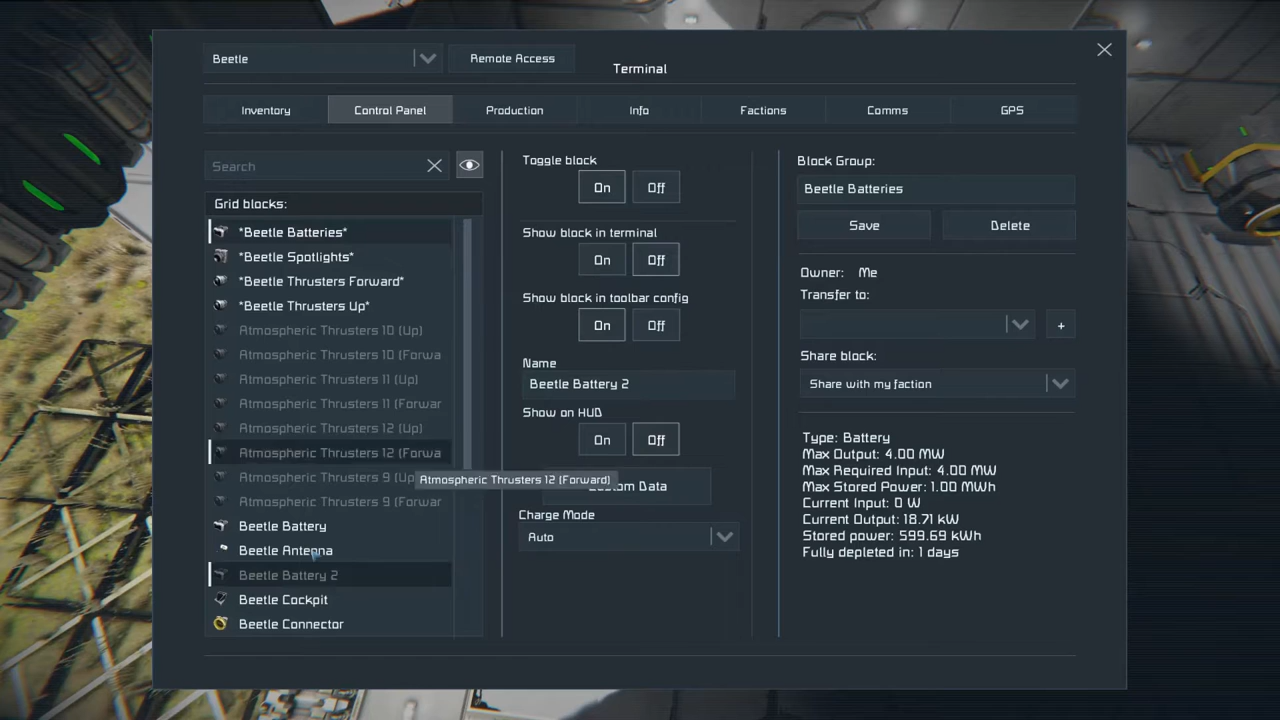 Beetle
Remote Access
Terminal
Inventory
Control Panel
Production
Info
Factions
Comms
GPS
Search
Grid blocks:
*Beetle Batteries*
*Beetle Spotlights*
*Beetle Thrusters Forward*
*Beetle Thrusters Up*
Atmospheric Thrusters 10 (Up)
Atmospheric Thrusters 10 (Forwa
Atmospheric Thrusters 11 (Up)
Atmospheric Thrusters 11 (Forwar
Atmospheric Thrusters 12 (Up)
Atmospheric Thrusters 12 (Forwa
Atmospheric Thrusters 9 (Up
Atmospheric Thrusters 12 (Forward)
Atmospheric Thrusters 9 (Forwar
Beetle Battery
Beetle Antenna
Beetle Battery 2
Beetle Cockpit
Beetle Connector
Toggle block
On Off
Show block in terminal
On Off
Show block in toolbar config
On Off
Name
Beetle Battery 2
Show on HUD
On Off
Custom Data
Charge Mode
Auto
Block Group:
Beetle Batteries
Save
Delete
Owner: Me
Transfer to:
+
Share block:
Share with my faction
Type: Battery
Max Output: 4.00 MW
Max Required Input: 4.00 MW
Max Stored Power: 1.00 MWh
Current Input: 0 W
Current Output: 18.71 kW
Stored power: 599.69 kWh
Fully depleted in: 1 days